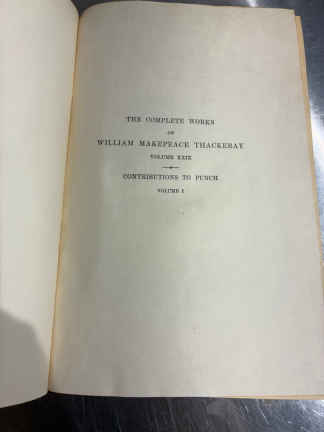 THE COMPLETE WORKS
OF
WILLIAM MAKEPEACE THACKERAY
VOLUME XXIX
CONTRIBUTIONS TO PUNCH
VOLUME I